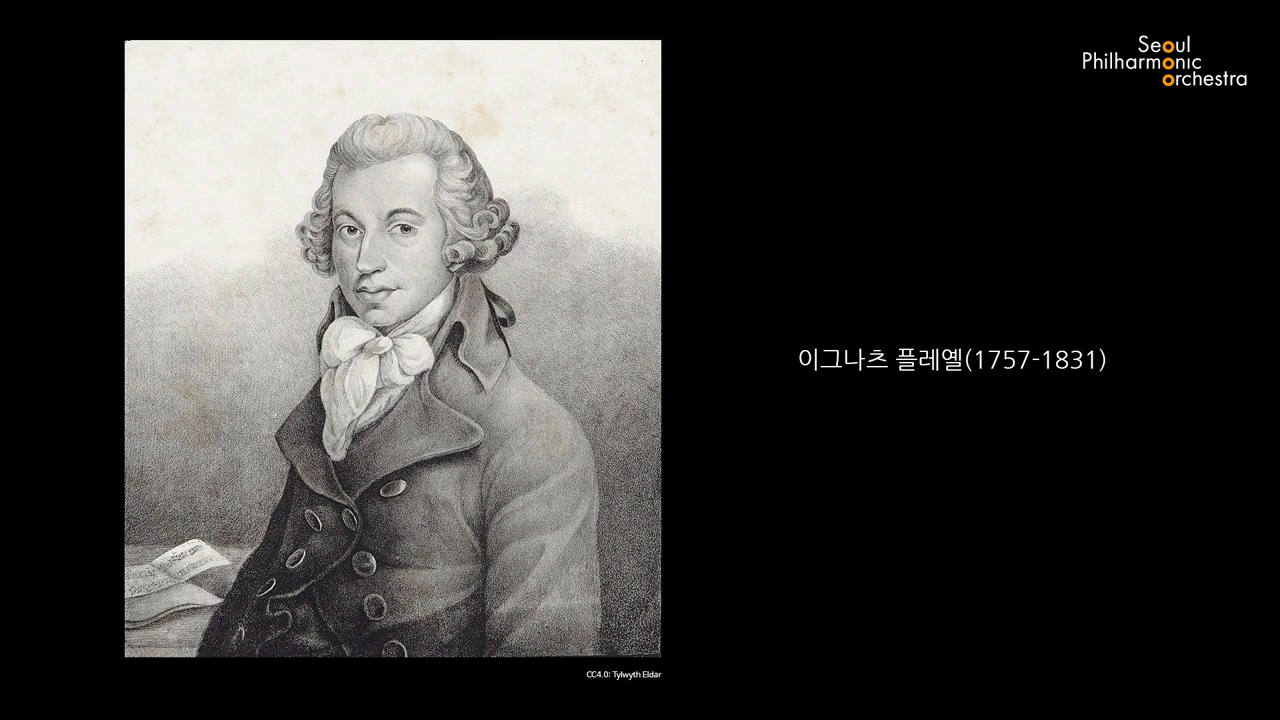 Seoul
Philharmonic
orchestra
이그나츠 플레옐(1757-1831)
CC4.0: Tylwyth Eldar